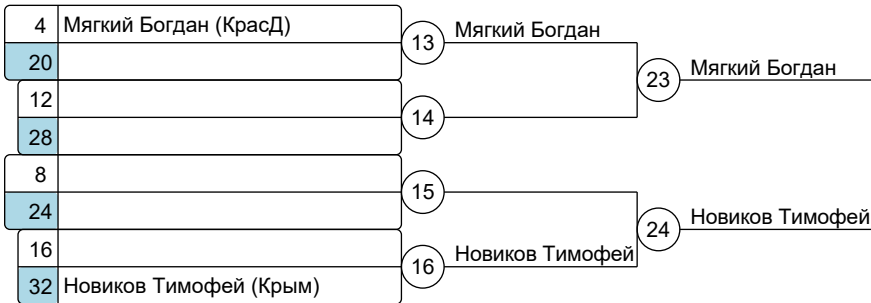 4 Мягкий Богдан (КрасД)
13 Мягкий Богдан
20
23 Мягкий Богдан
12
14
28
8
15
24
24 Новиков Тимофей
16
16 Новиков Тимофей
32 Новиков Тимофей (Крым)